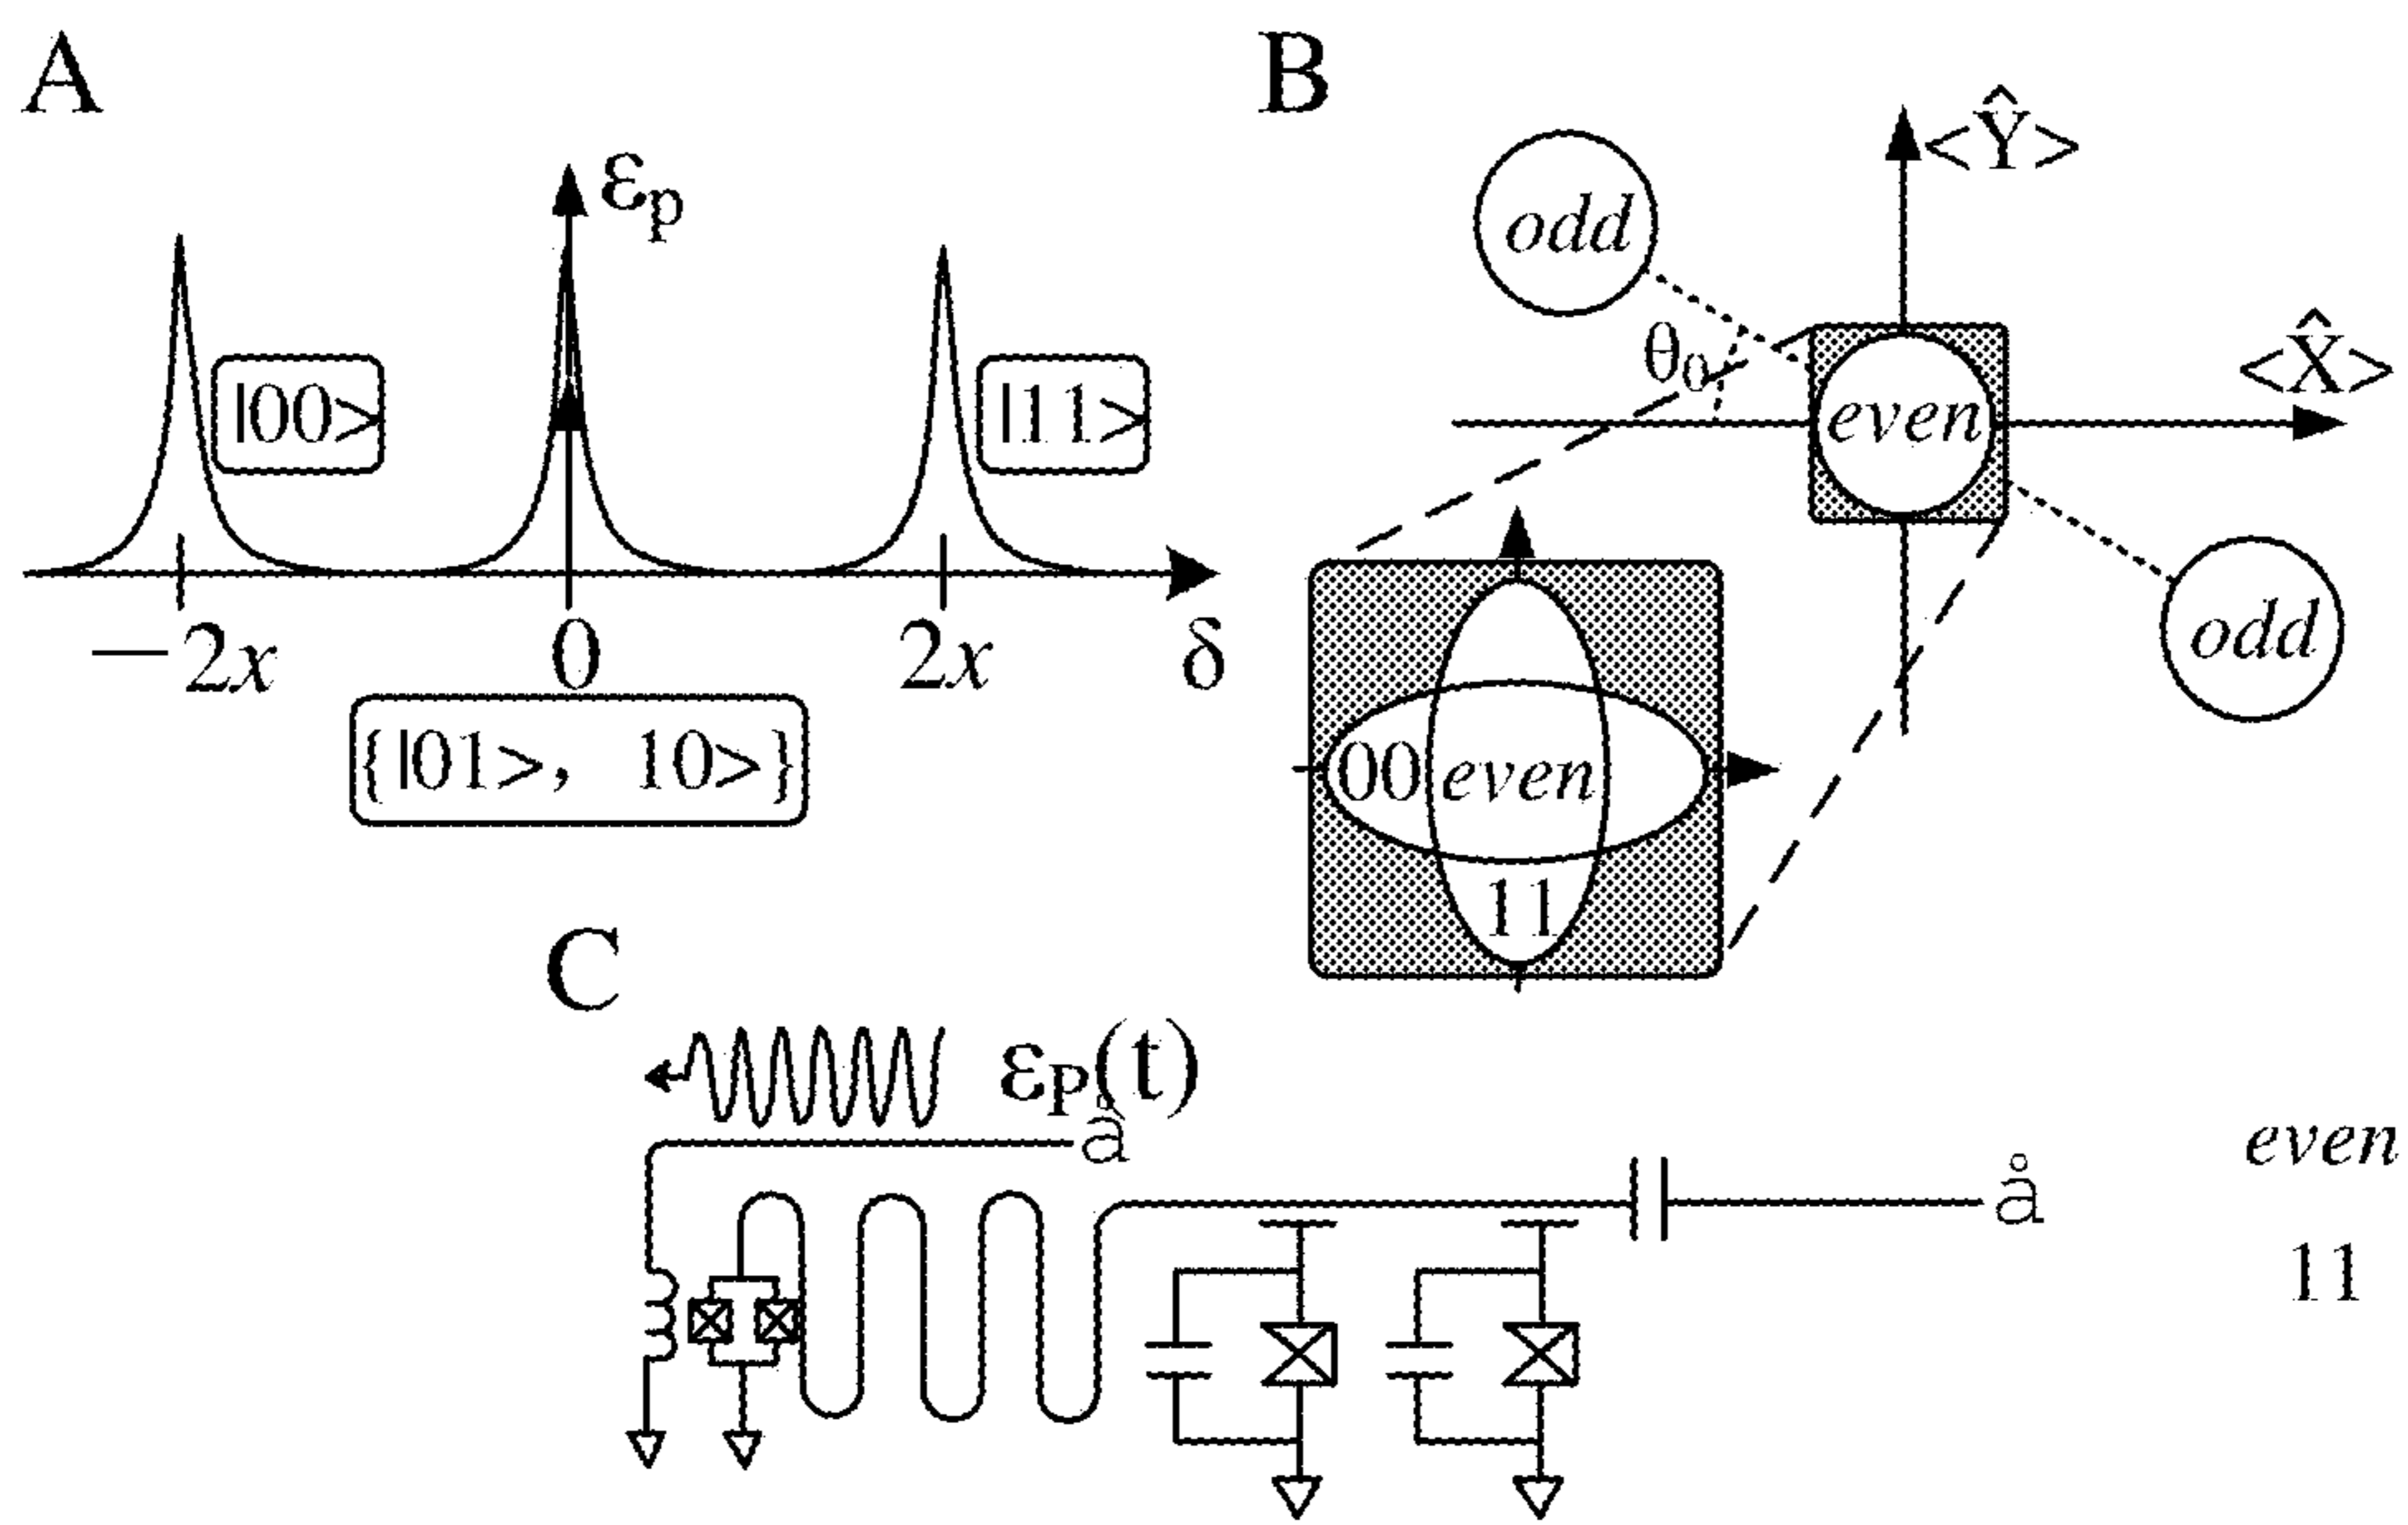 A
εp
|00>
|11>
−2x
0
2x
δ
{|01>, 10>}
B
<Ŷ>
odd
θ0
<X̂>
even
odd
00 even
11
C
εP(t)
å
å
even
11